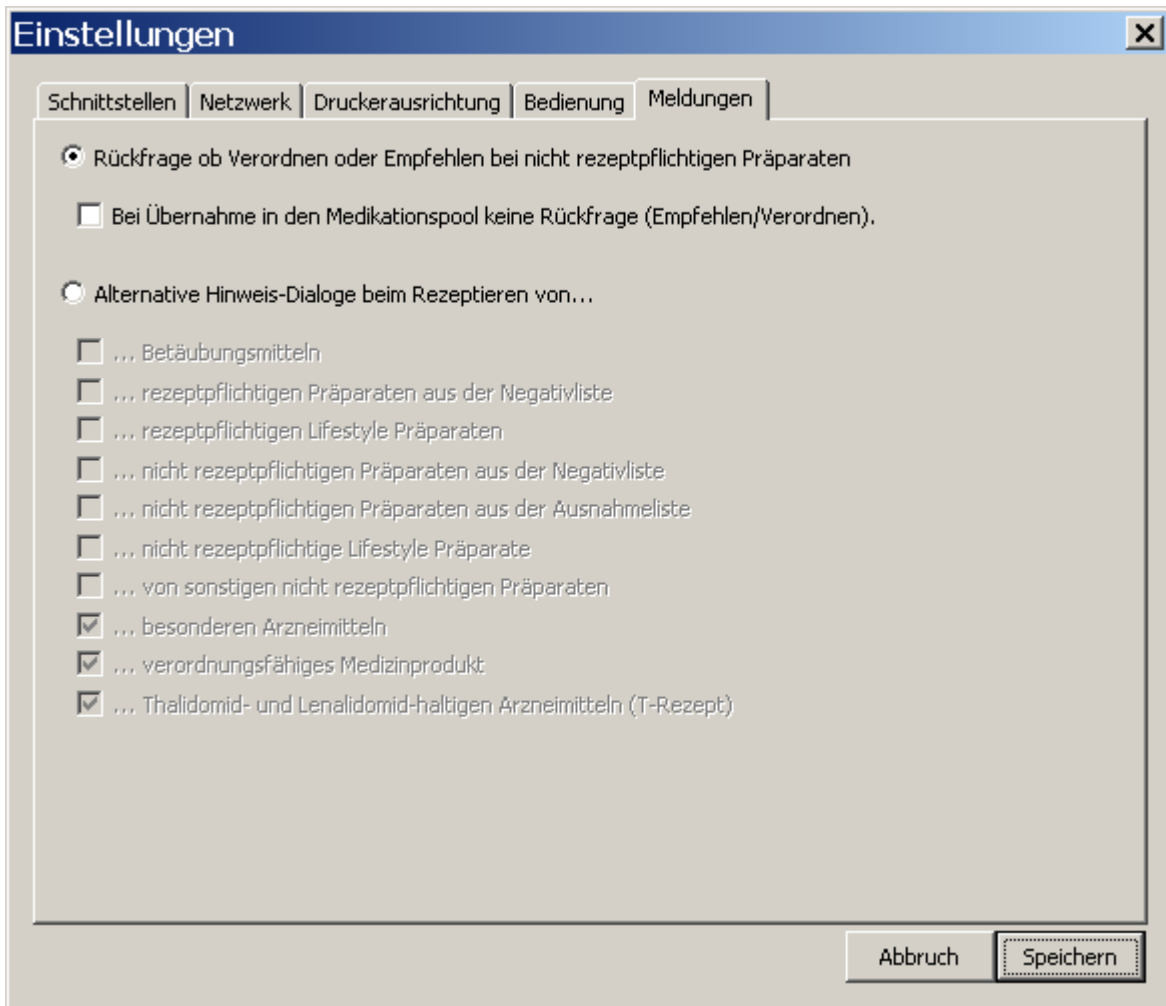 Einstellungen
Schnittstellen Netzwerk Druckerausrichtung Bedienung Meldungen
Rückfrage ob Verordnen oder Empfehlen bei nicht rezeptpflichtigen Präparaten
Bei Übernahme in den Medikationspool keine Rückfrage (Empfehlen/Verordnen).
Alternative Hinweis-Dialoge beim Rezeptieren von...
... Betäubungsmitteln
... rezeptpflichtigen Präparaten aus der Negativliste
... rezeptpflichtigen Lifestyle Präparaten
... nicht rezeptpflichtigen Präparaten aus der Negativliste
... nicht rezeptpflichtigen Präparaten aus der Ausnahmeliste
... nicht rezeptpflichtige Lifestyle Präparate
... von sonstigen nicht rezeptpflichtigen Präparaten
... besonderen Arzneimitteln
... verordnungsfähiges Medizinprodukt
... Thalidomid- und Lenalidomid-haltigen Arzneimitteln (T-Rezept)
Abbruch Speichern